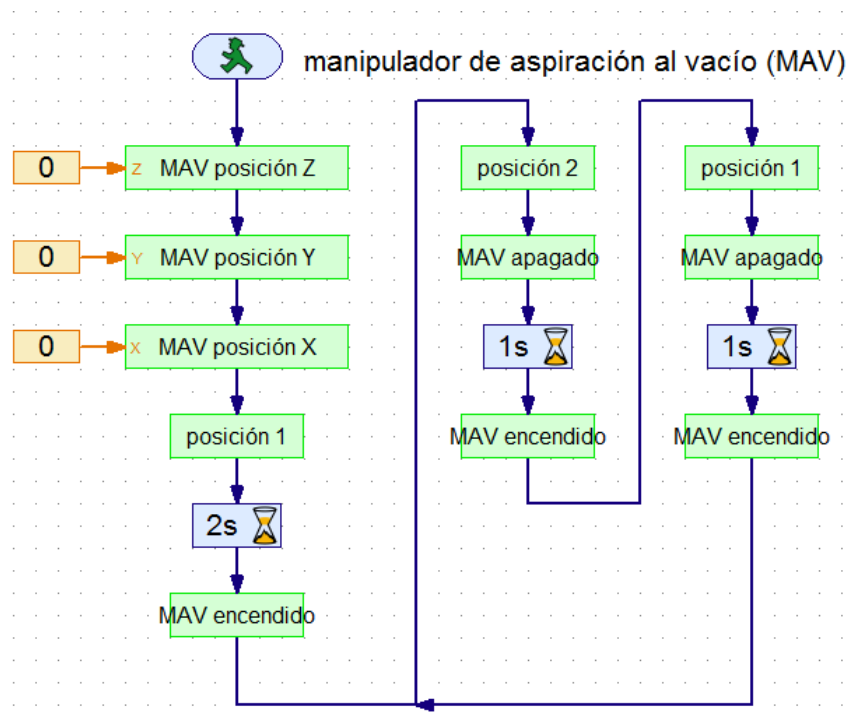 manipulador de aspiración al vacío (MAV)
0
Z MAV posición Z
0
Y MAV posición Y
0
X MAV posición X
posición 1
2s
MAV encendido
posición 2
MAV apagado
1s
MAV encendido
posición 1
MAV apagado
1s
MAV encendido